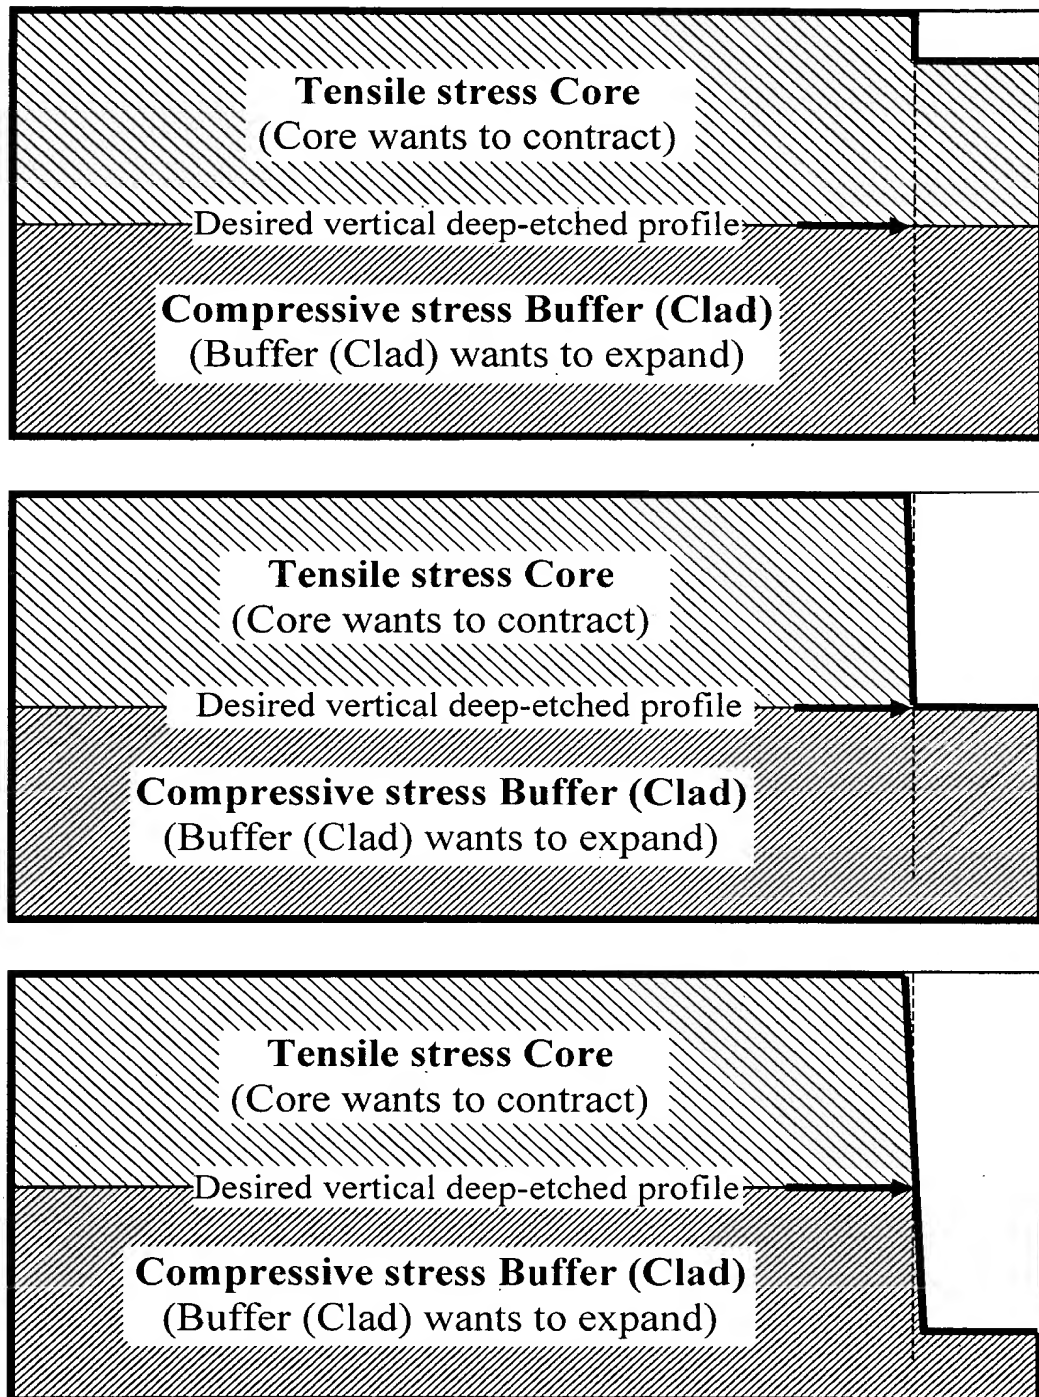 Tensile stress Core
(Core wants to contract)
Desired vertical deep-etched profile
Compressive stress Buffer (Clad)
(Buffer (Clad) wants to expand)
Tensile stress Core
(Core wants to contract)
Desired vertical deep-etched profile
Compressive stress Buffer (Clad)
(Buffer (Clad) wants to expand)
Tensile stress Core
(Core wants to contract)
Desired vertical deep-etched profile
Compressive stress Buffer (Clad)
(Buffer (Clad) wants to expand)